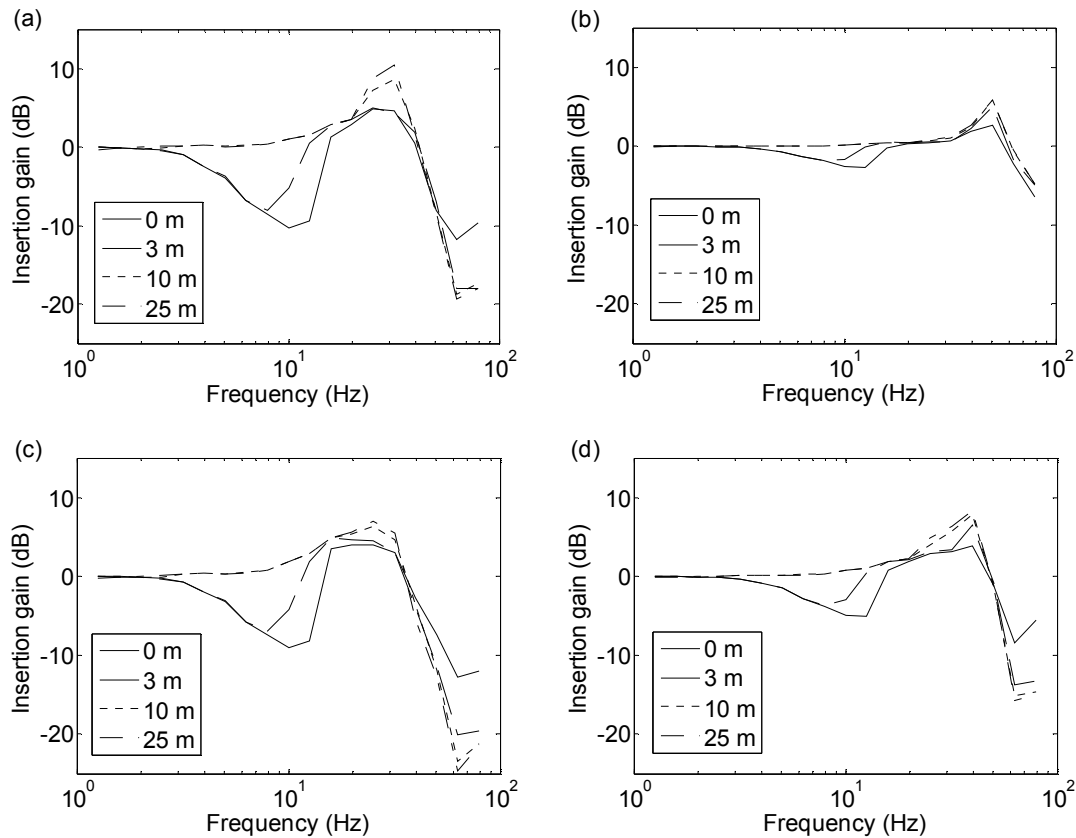 (a)
Insertion gain (dB)
10
0
-10
-20
0 m
3 m
10 m
25 m
10^0
10^1
10^2
Frequency (Hz)
(b)
Insertion gain (dB)
10
0
-10
-20
0 m
3 m
10 m
25 m
10^0
10^1
10^2
Frequency (Hz)
(c)
Insertion gain (dB)
10
0
-10
-20
0 m
3 m
10 m
25 m
10^0
10^1
10^2
Frequency (Hz)
(d)
Insertion gain (dB)
10
0
-10
-20
0 m
3 m
10 m
25 m
10^0
10^1
10^2
Frequency (Hz)